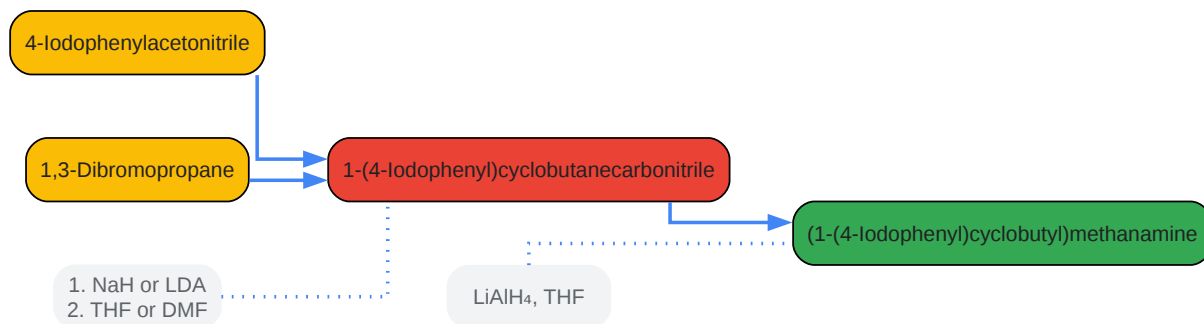 4-Iodophenylacetonitrile
1,3-Dibromopropane
1-(4-Iodophenyl)cyclobutanecarbonitrile
(1-(4-Iodophenyl)cyclobutyl)methanamine
1. NaH or LDA
2. THF or DMF
LiAlH₄, THF